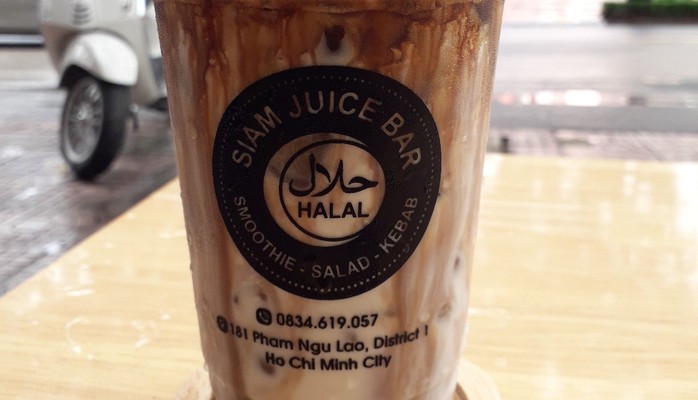 SIAM JUICE BAR
حلال
HALAL
SMOOTHIE - SALAD - KEBAB
0834.619.057
181 Pham Ngu Lao, District 1
Ho Chi Minh City